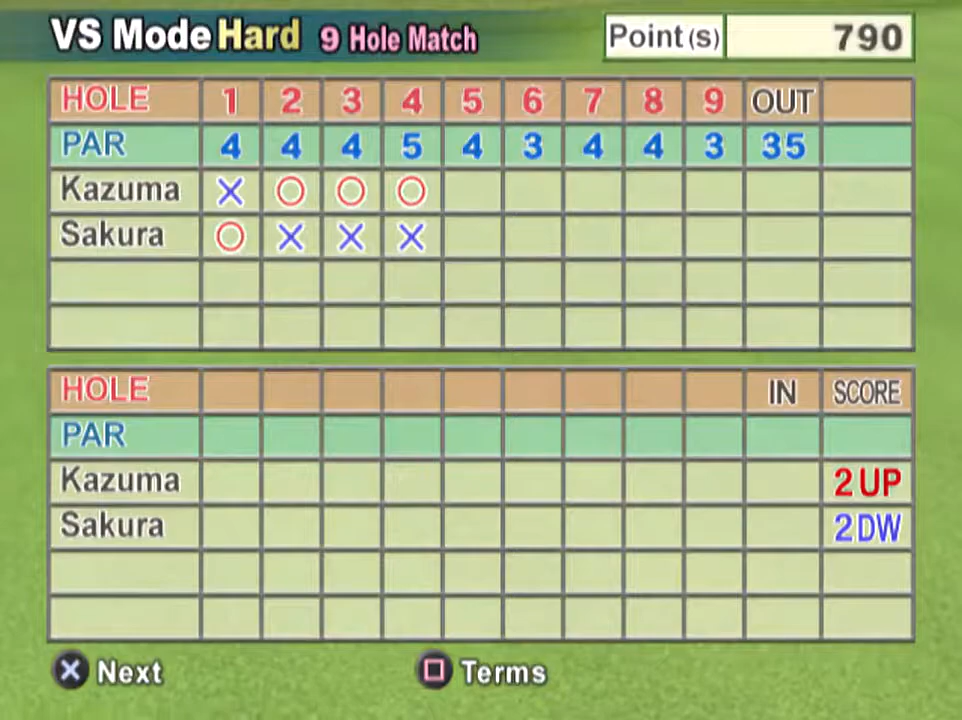 VS Mode Hard 9 Hole Match Point(s) 790
HOLE 1 2 3 4 5 6 7 8 9 OUT
PAR 4 4 4 5 4 3 4 4 3 35
Kazuma × ○ ○ ○
Sakura ○ × × ×
HOLE IN SCORE
PAR
Kazuma 2UP
Sakura 2DW
× Next □ Terms